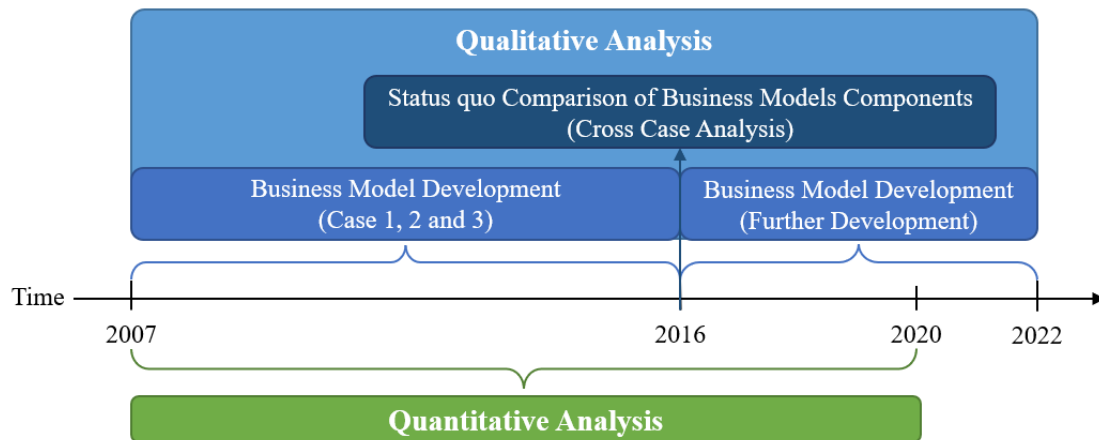 Qualitative Analysis
Status quo Comparison of Business Models Components
(Cross Case Analysis)
Business Model Development
(Case 1, 2 and 3)
Business Model Development
(Further Development)
Time
2007
2016
2020
2022
Quantitative Analysis